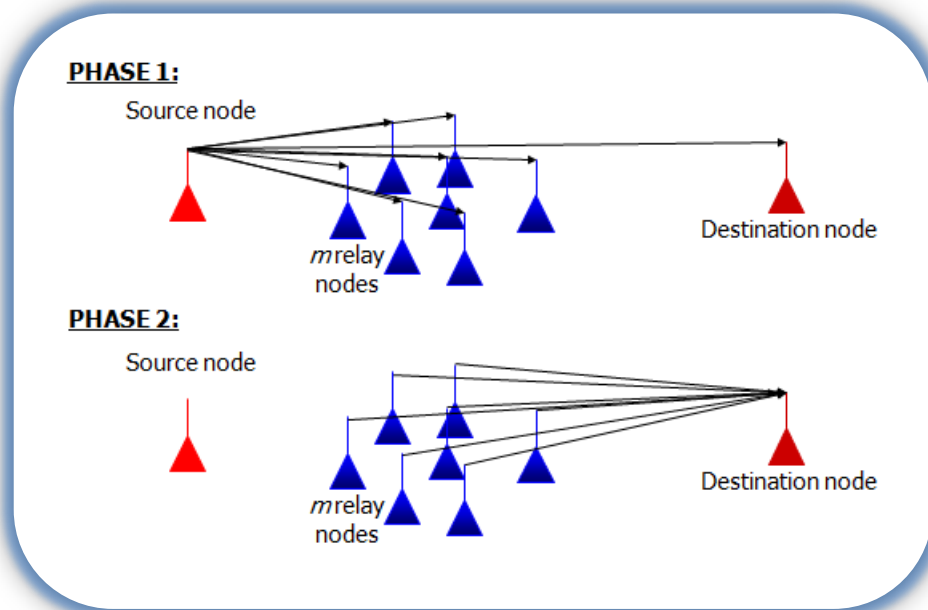 PHASE 1:
Source node
Destination node
m relay
nodes
PHASE 2:
Source node
Destination node
m relay
nodes